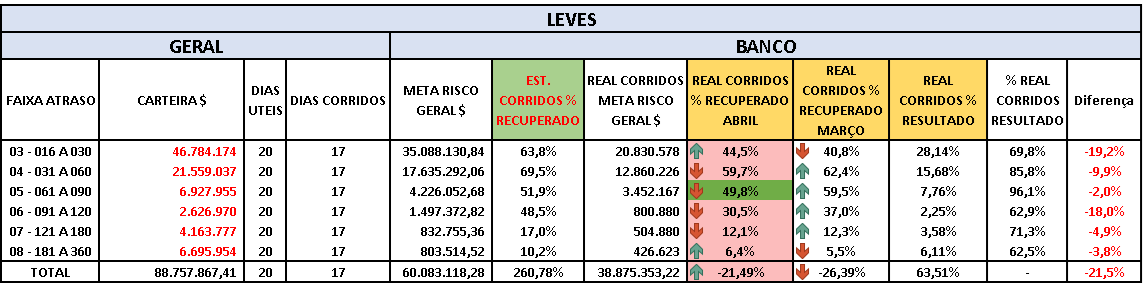 LEVES
GERAL BANCO
FAIXA ATRASO CARTEIRA $ DIAS UTEIS DIAS CORRIDOS META RISCO GERAL $ EST. CORRIDOS % RECUPERADO REAL CORRIDOS META RISCO GERAL $ REAL CORRIDOS % RECUPERADO ABRIL REAL CORRIDOS % RECUPERADO MARÇO REAL CORRIDOS % RESULTADO % REAL CORRIDOS RESULTADO Diferença
03 - 016 A 030 46.784.174 20 17 35.088.130,84 63,8% 20.830.578 44,5% 40,8% 28,14% 69,8% -19,2%
04 - 031 A 060 21.559.037 20 17 17.635.292,06 69,5% 12.860.226 59,7% 62,4% 15,68% 85,8% -9,9%
05 - 061 A 090 6.927.955 20 17 4.226.052,68 51,9% 3.452.167 49,8% 59,5% 7,76% 96,1% -2,0%
06 - 091 A 120 2.626.970 20 17 1.497.372,82 48,5% 800.880 30,5% 37,0% 2,25% 62,9% -18,0%
07 - 121 A 180 4.163.777 20 17 832.755,36 17,0% 504.880 12,1% 12,3% 3,58% 71,3% -4,9%
08 - 181 A 360 6.695.954 20 17 803.514,52 10,2% 426.623 6,4% 5,5% 6,11% 62,5% -3,8%
TOTAL 88.757.867,41 20 17 60.083.118,28 260,78% 38.875.353,22 -21,49% -26,39% 63,51% - -21,5%